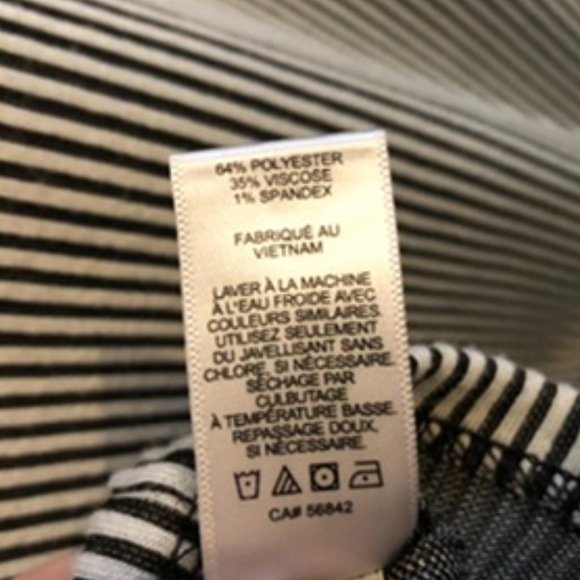 64% POLYESTER
35% VISCOSE
1% SPANDEX
FABRIQUÉ AU
VIETNAM
LAVER À LA MACHINE
À L'EAU FROIDE AVEC
COULEURS SIMILAIRES.
UTILISEZ SEULEMENT
DU JAVELLISANT SANS
CHLORE, SI NÉCESSAIRE.
SÉCHAGE PAR
CULBUTAGE
À TEMPÉRATURE BASSE.
REPASSAGE DOUX,
SI NÉCESSAIRE.
CA# 56842